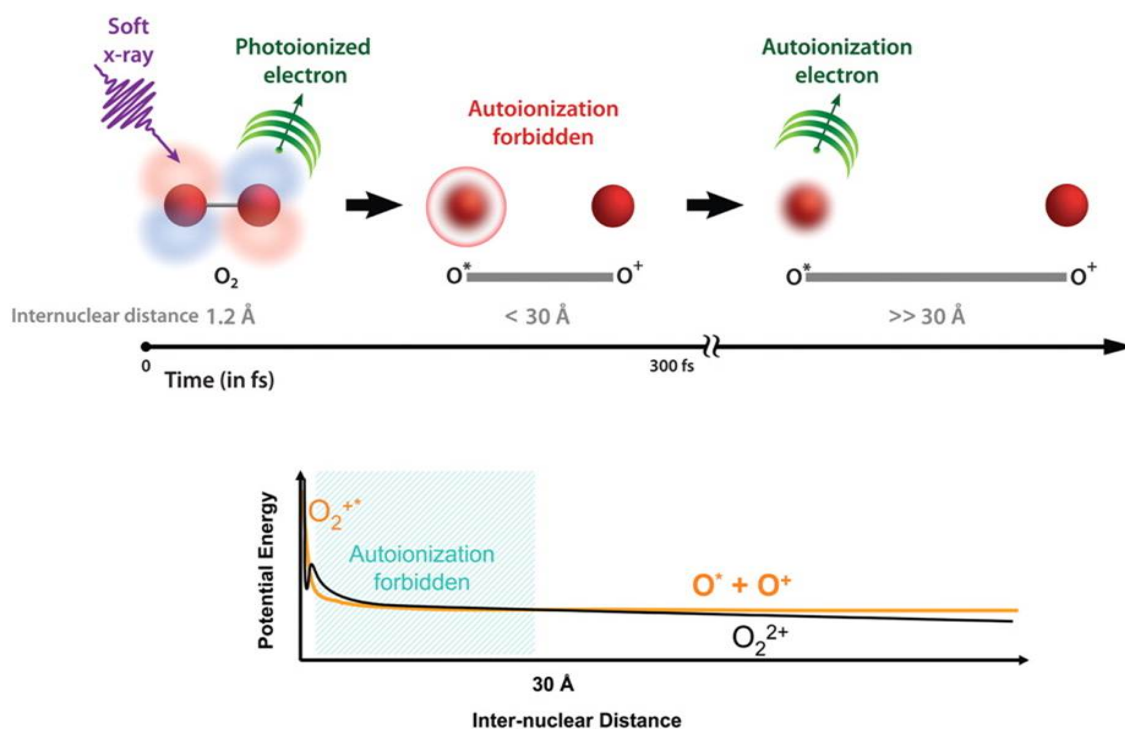 Soft
x-ray
Photoionized
electron
Autoionization
forbidden
Autoionization
electron
O₂
O* O⁺
O* O⁺
Internuclear distance 1.2 Å < 30 Å >> 30 Å
0 300 fs
Time (in fs)
Potential Energy
O₂⁺*
Autoionization
forbidden
O* + O⁺
O₂²⁺
30 Å
Inter-nuclear Distance